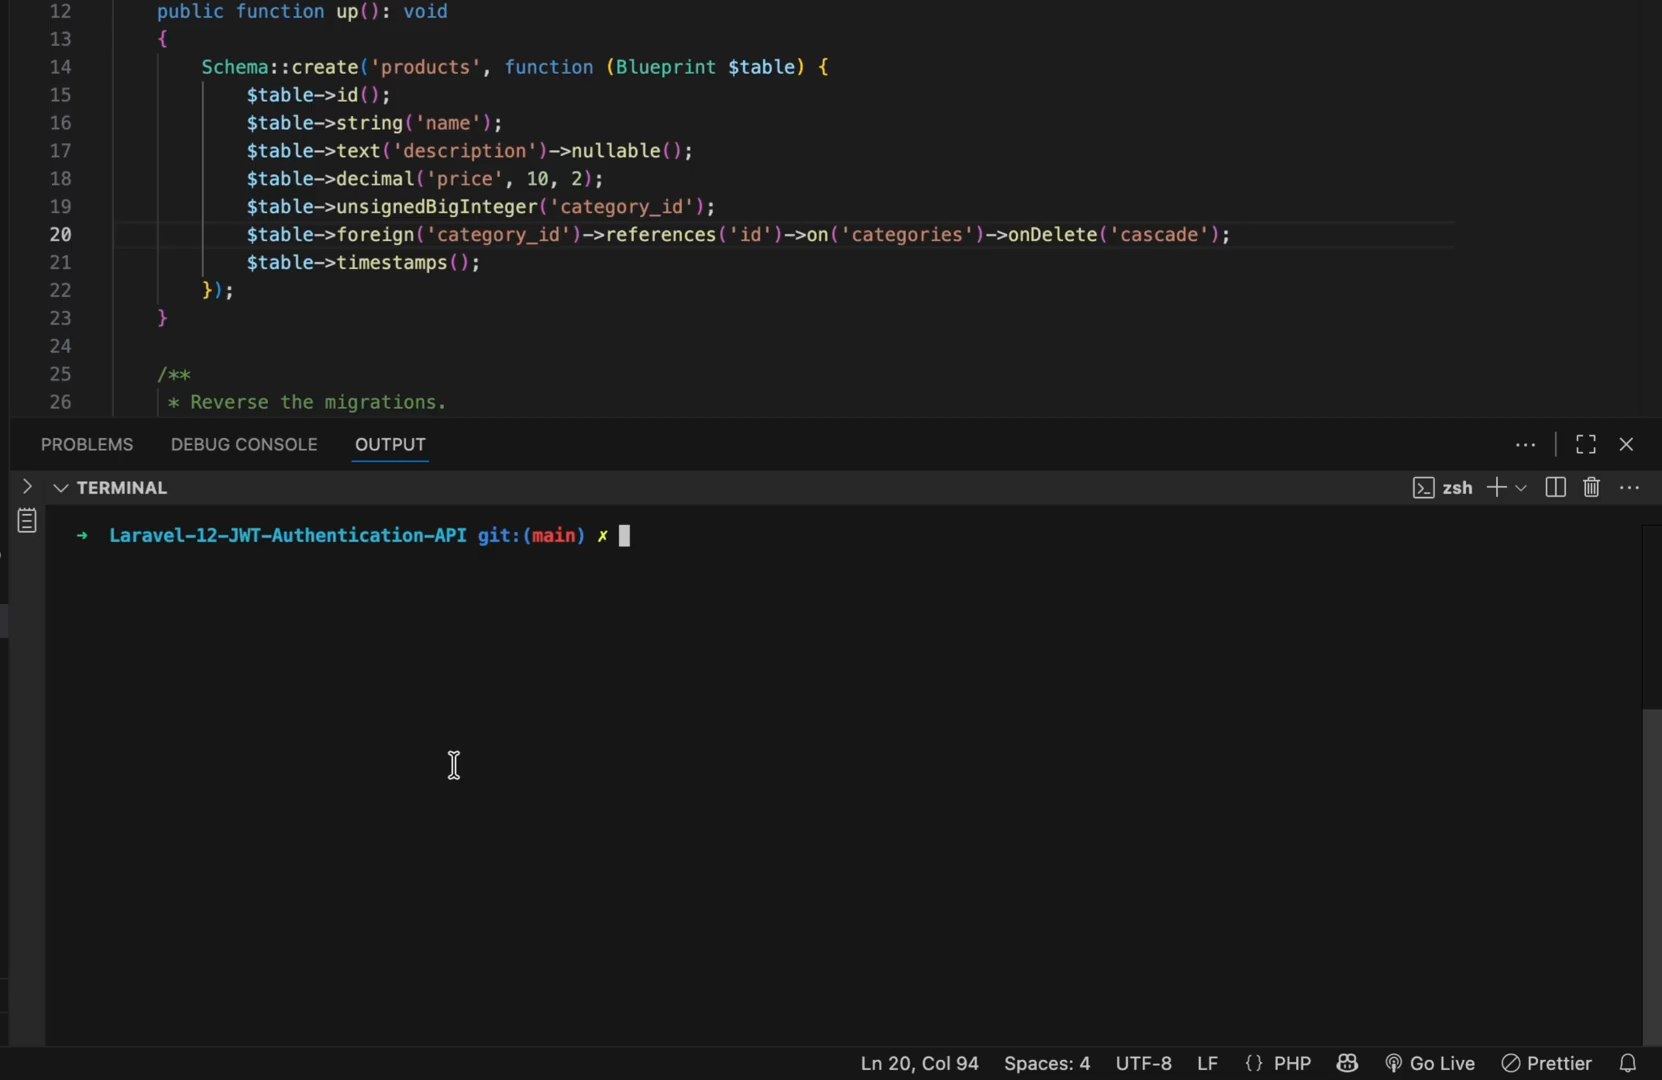 12 public function up(): void
13 {
14 Schema::create('products', function (Blueprint $table) {
15 $table->id();
16 $table->string('name');
17 $table->text('description')->nullable();
18 $table->decimal('price', 10, 2);
19 $table->unsignedBigInteger('category_id');
20 $table->foreign('category_id')->references('id')->on('categories')->onDelete('cascade');
21 $table->timestamps();
22 });
23 }
24
25 /**
26 * Reverse the migrations.
PROBLEMS DEBUG CONSOLE OUTPUT
TERMINAL zsh
→ Laravel-12-JWT-Authentication-API git:(main) ✗
Ln 20, Col 94 Spaces: 4 UTF-8 LF {} PHP Go Live Prettier